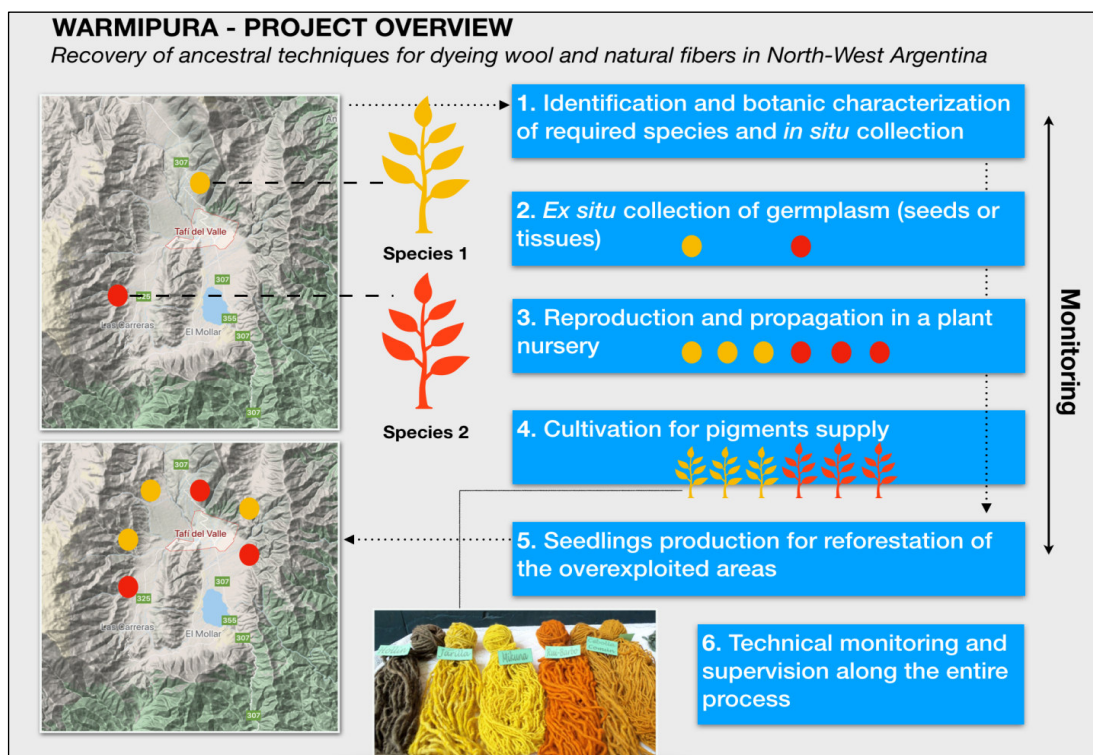 WARMIPURA - PROJECT OVERVIEW
Recovery of ancestral techniques for dyeing wool and natural fibers in North-West Argentina
307
Tafí del Valle
307
325
Las Carreras
El Mollar
355
307
307
Species 1
Species 2
1. Identification and botanic characterization
of required species and in situ collection
2. Ex situ collection of germplasm (seeds or
tissues)
3. Reproduction and propagation in a plant
nursery
4. Cultivation for pigments supply
5. Seedlings production for reforestation of
the overexploited areas
6. Technical monitoring and
supervision along the entire
process
Monitoring
307
Tafí del Valle
307
325
Las Carreras
El Mollar
355
307
307